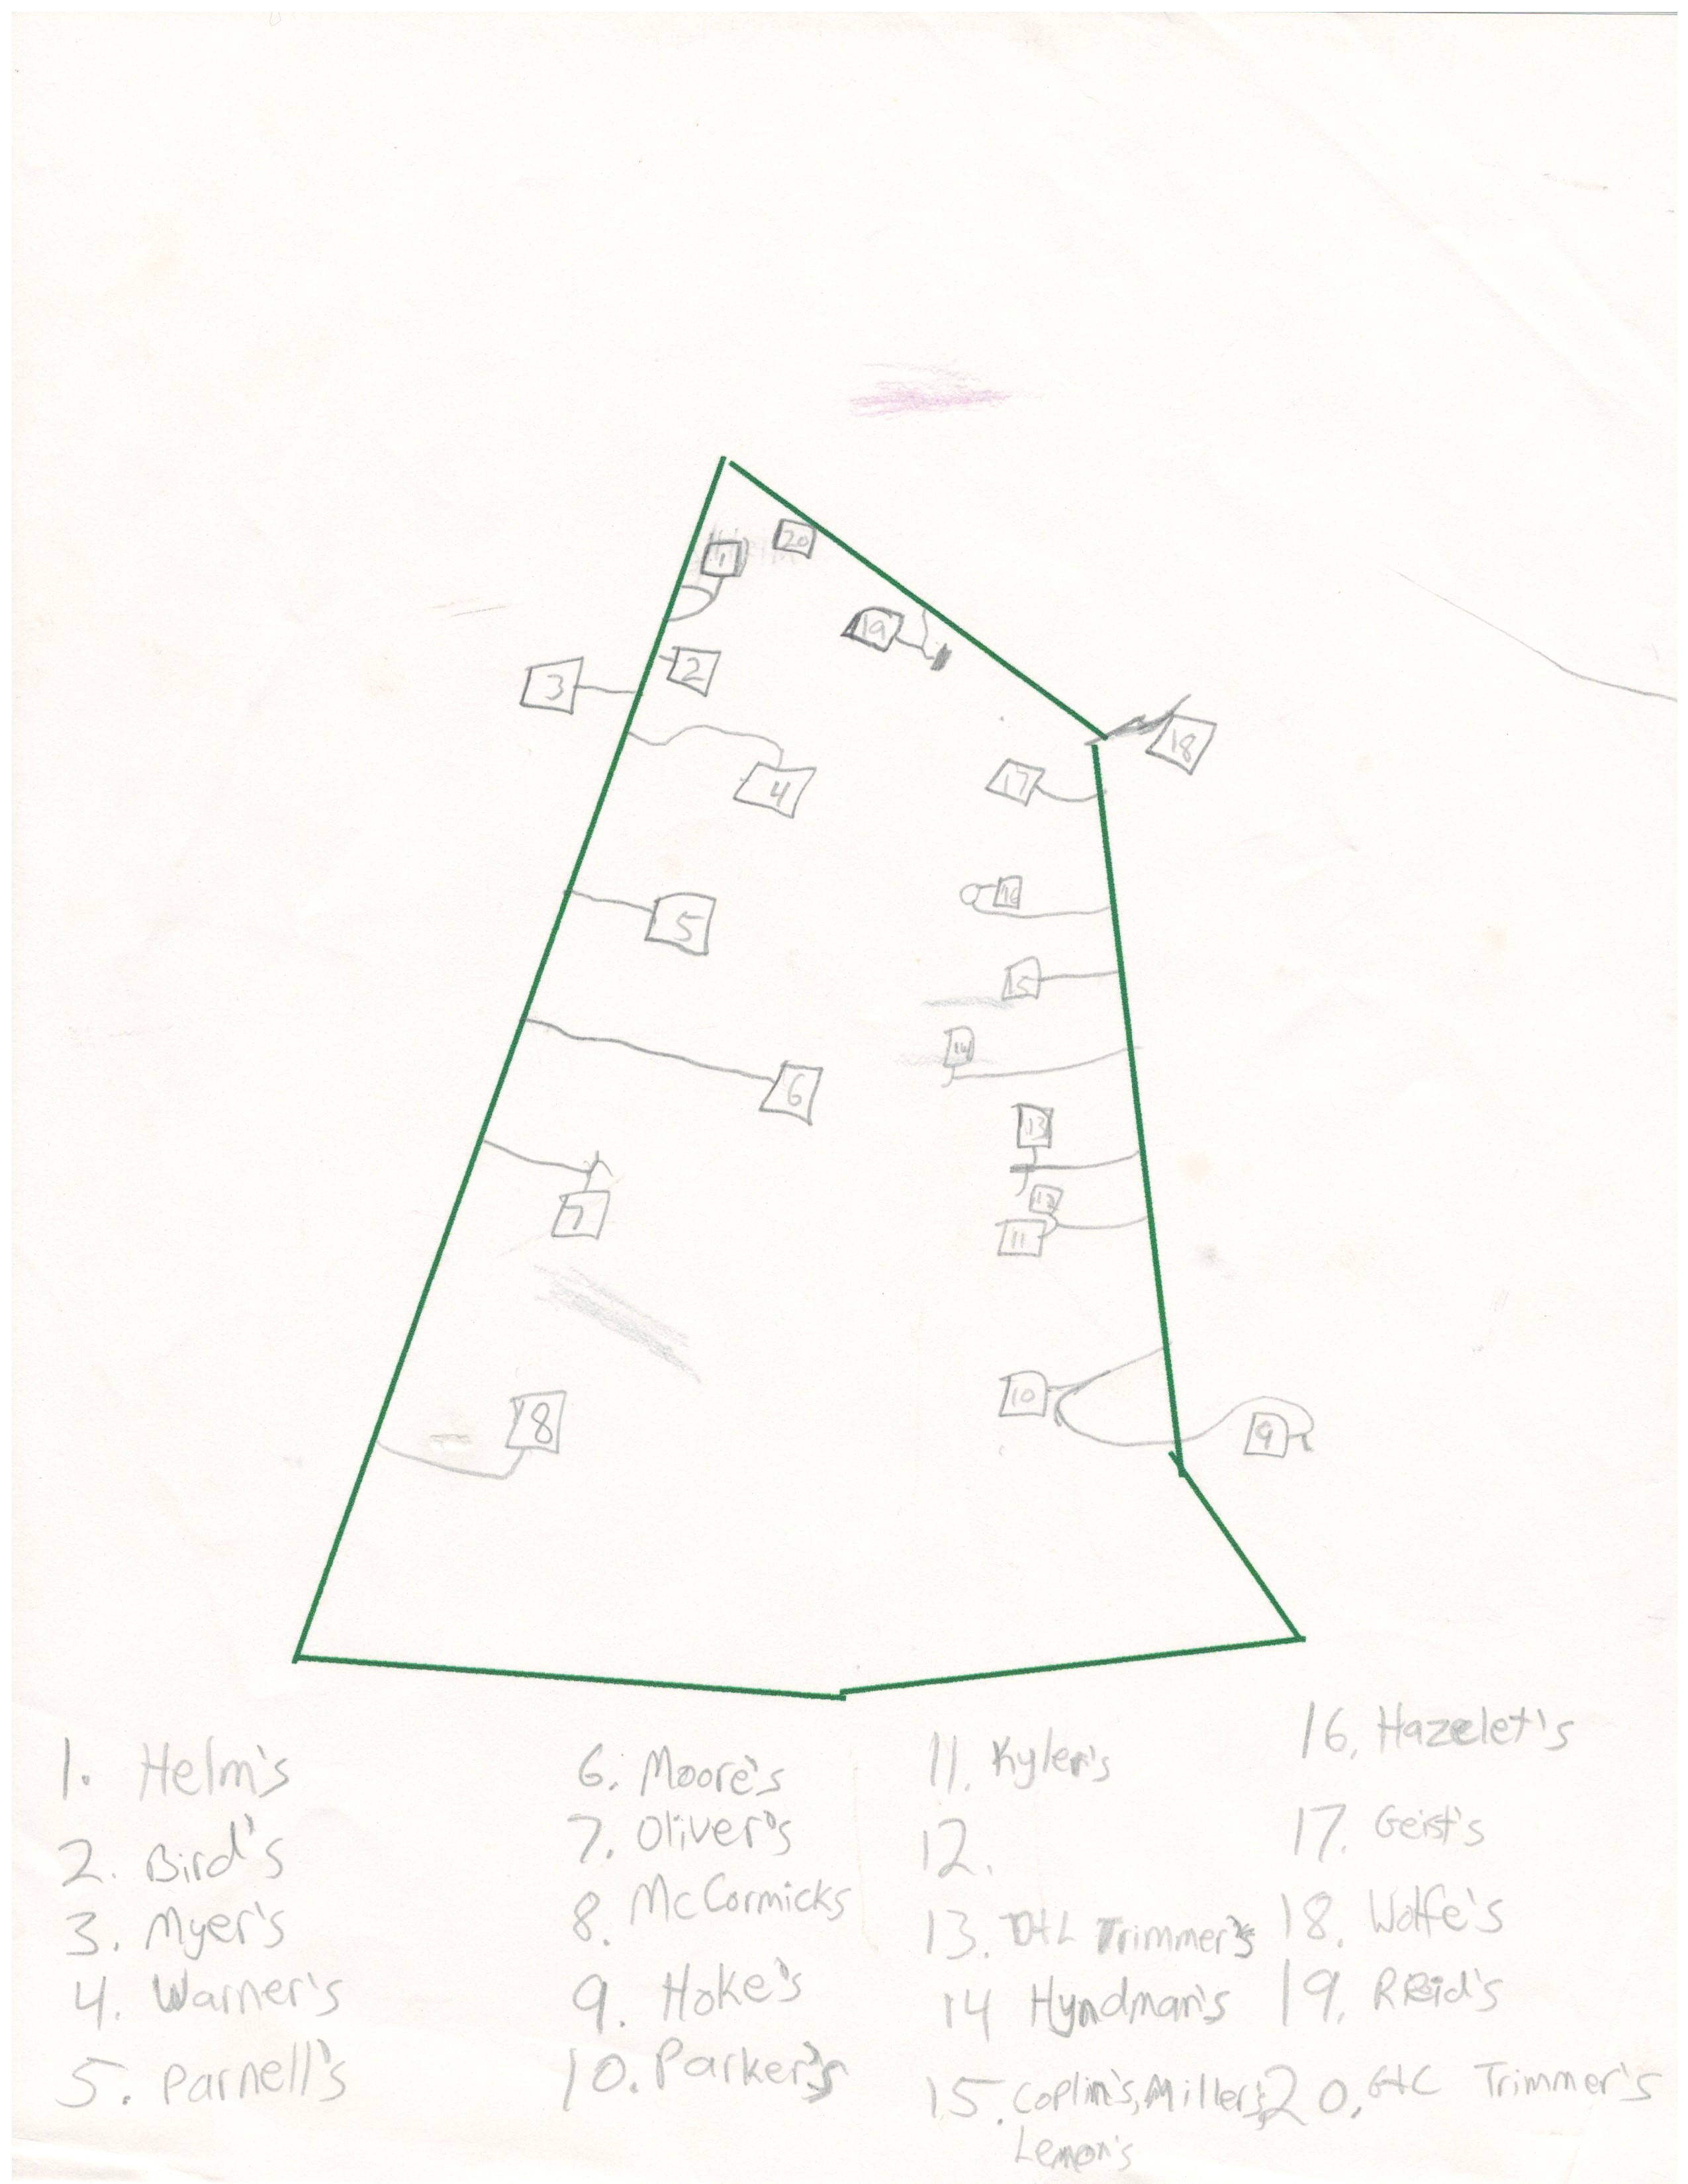 1
20
2
3
19
18
4
17
5
16
15
14
6
13
7
12
11
8
10
9
1. Helm's
2. Bird's
3. Myer's
4. Warner's
5. Parnell's
6. Moore's
7. Oliver's
8. McCormicks
9. Hoke's
10. Parker's
11. Kyler's
12.
13. D+L Trimmer's
14 Hyndman's
15. Coplin's, Miller's,
Lemon's
16. Hazelet's
17. Geist's
18. Wolfe's
19. REid's
20. G+C Trimmer's